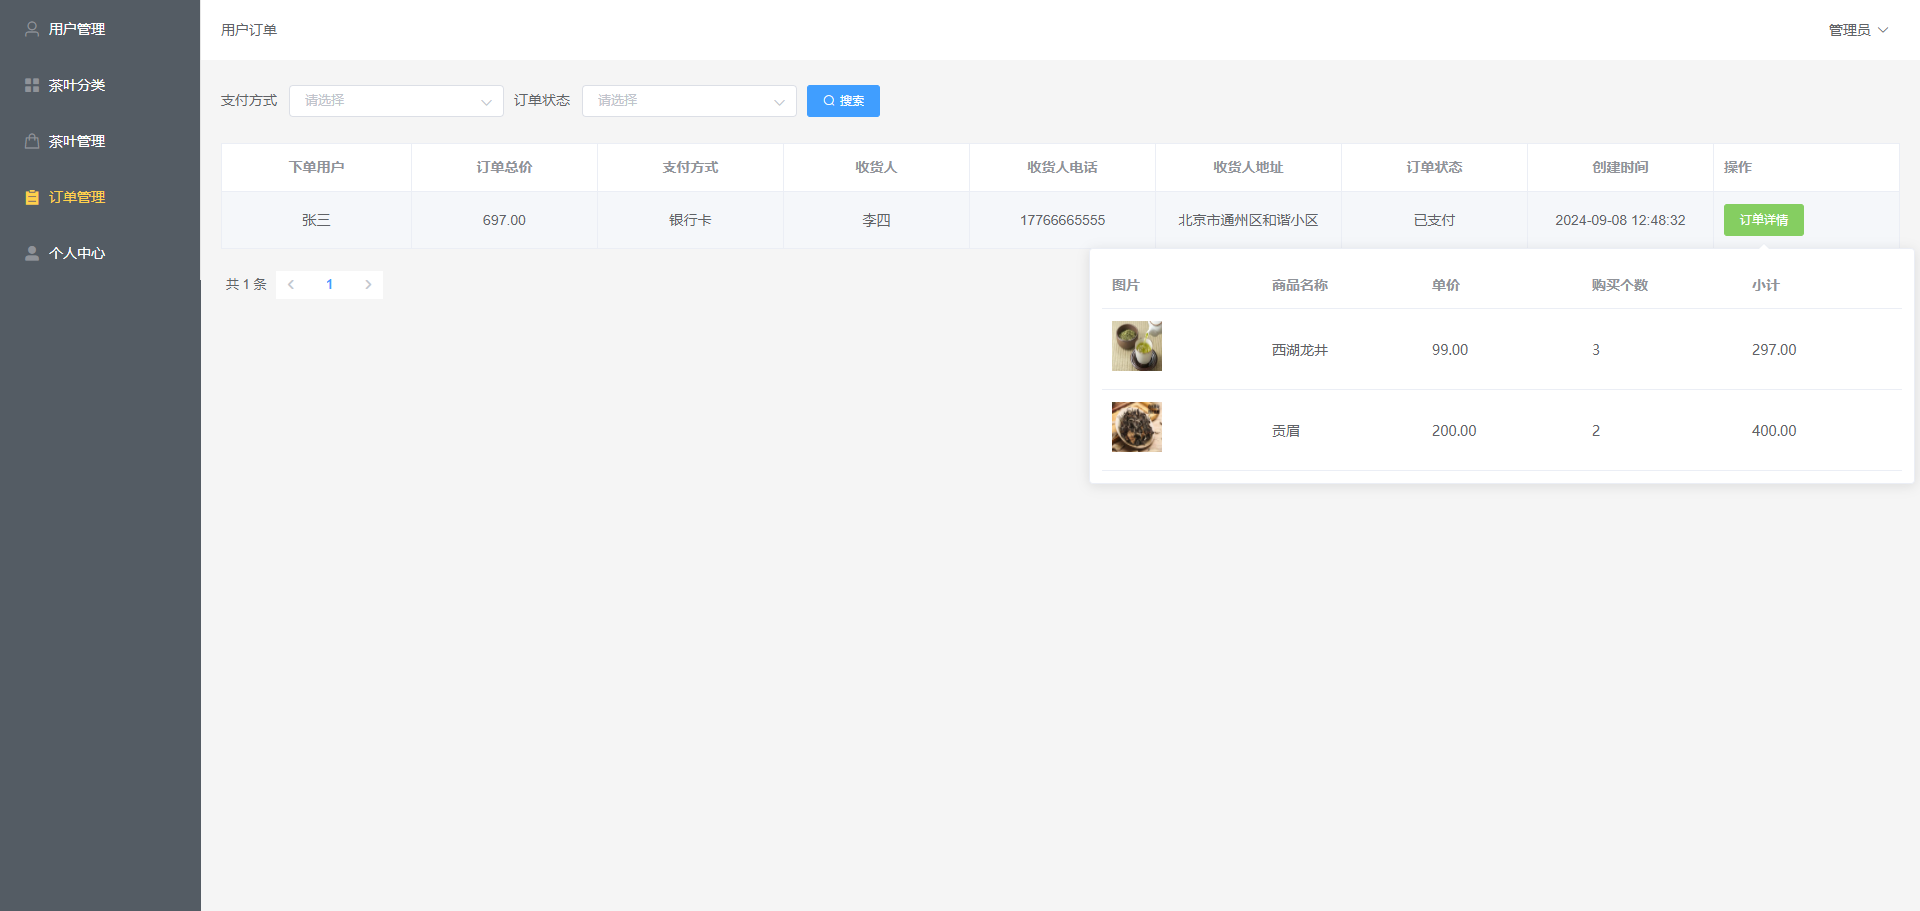 用户管理
茶叶分类
茶叶管理
订单管理
个人中心
用户订单
管理员
支付方式 请选择 订单状态 请选择 搜索
下单用户 订单总价 支付方式 收货人 收货人电话 收货人地址 订单状态 创建时间 操作
张三 697.00 银行卡 李四 17766665555 北京市通州区和谐小区 已支付 2024-09-08 12:48:32 订单详情
共 1 条 1
图片 商品名称 单价 购买个数 小计
西湖龙井 99.00 3 297.00
贡眉 200.00 2 400.00